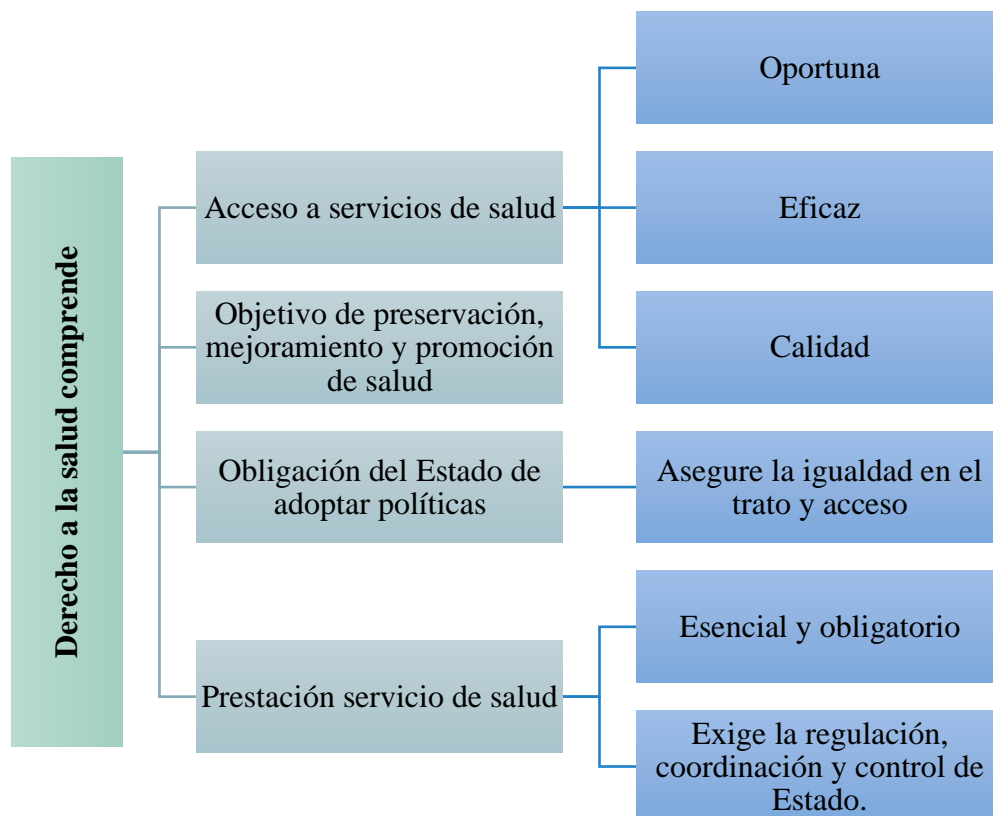 Derecho a la salud comprende
Acceso a servicios de salud
Oportuna
Eficaz
Calidad
Objetivo de preservación,
mejoramiento y promoción
de salud
Obligación del Estado de
adoptar políticas
Asegure la igualdad en el
trato y acceso
Prestación servicio de salud
Esencial y obligatorio
Exige la regulación,
coordinación y control de
Estado.